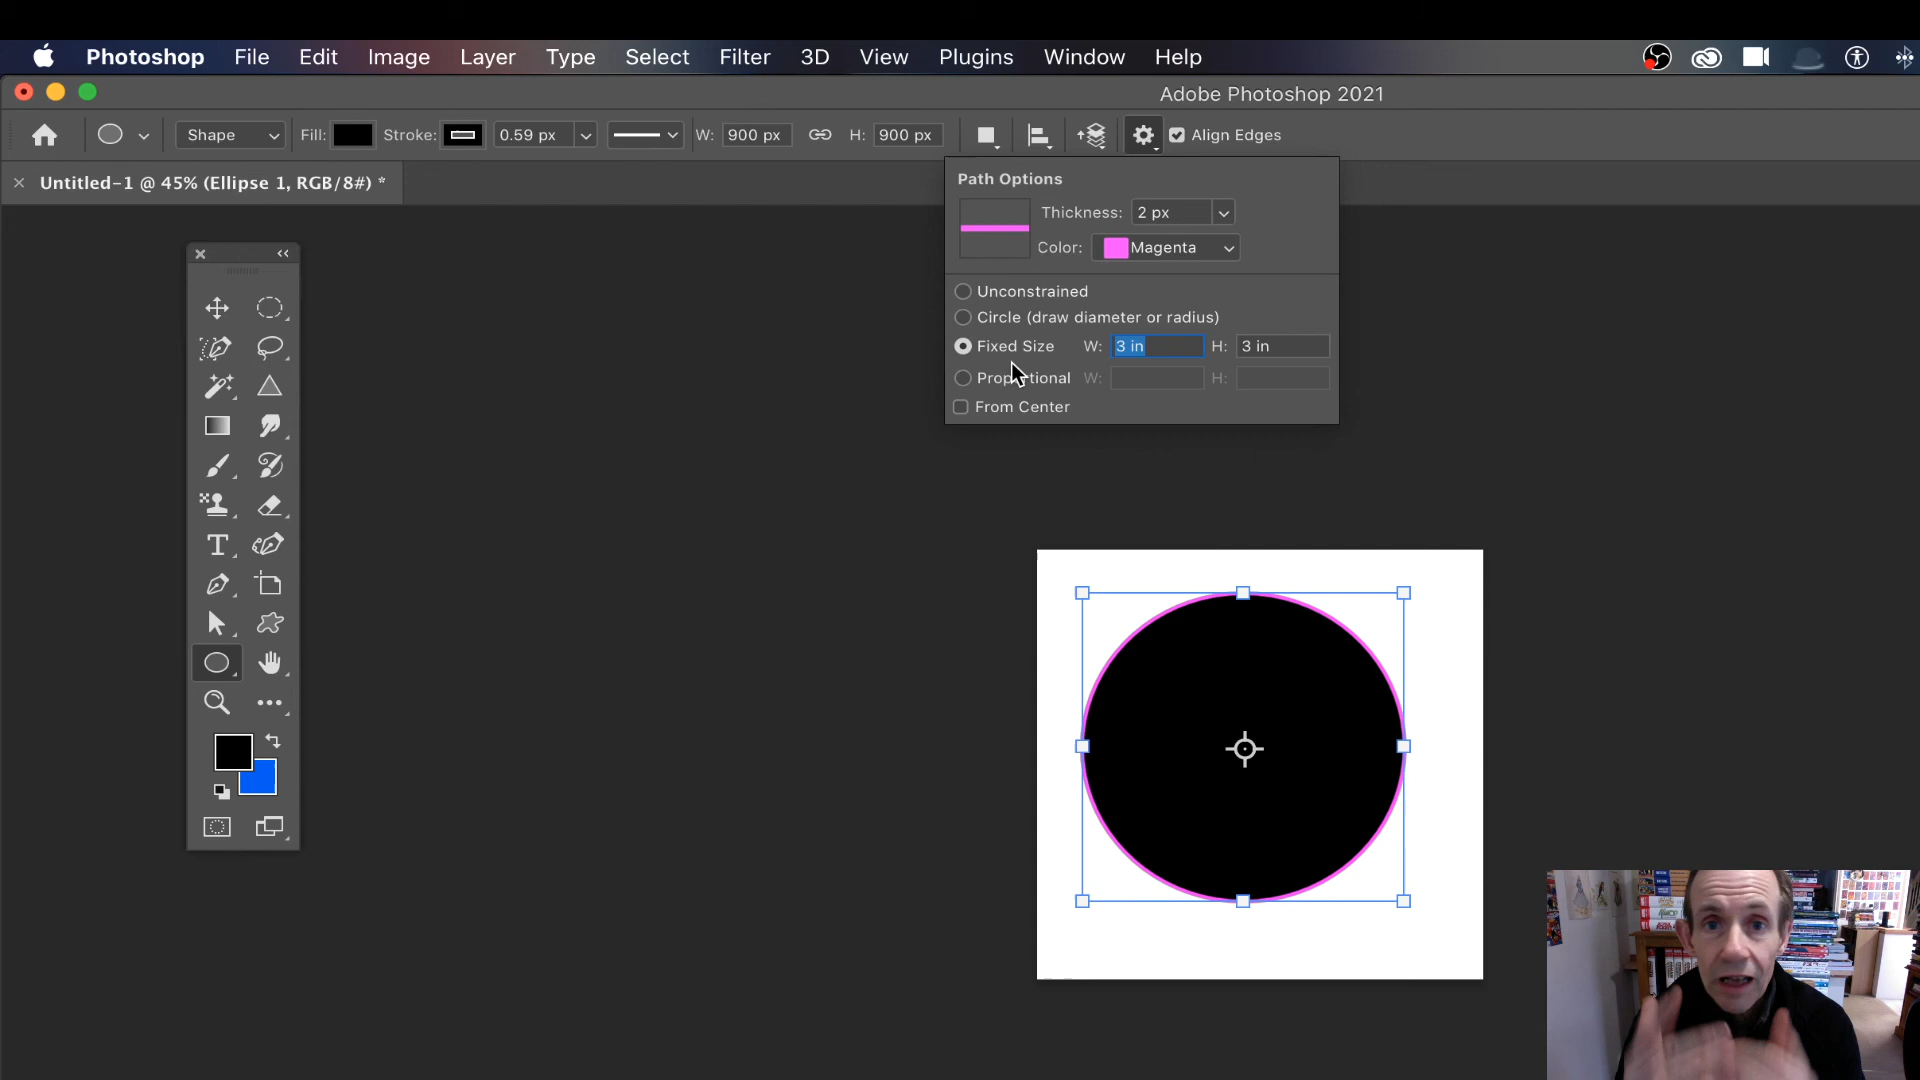 Photoshop File Edit Image Layer Type Select Filter 3D View Plugins Window Help
Adobe Photoshop 2021
Shape Fill: Stroke: 0.59 px W: 900 px H: 900 px Align Edges
Untitled-1 @ 45% (Ellipse 1, RGB/8#) *
Path Options
Thickness: 2 px
Color: Magenta
Unconstrained
Circle (draw diameter or radius)
Fixed Size W: 3 in H: 3 in
Proportional W: H:
From Center